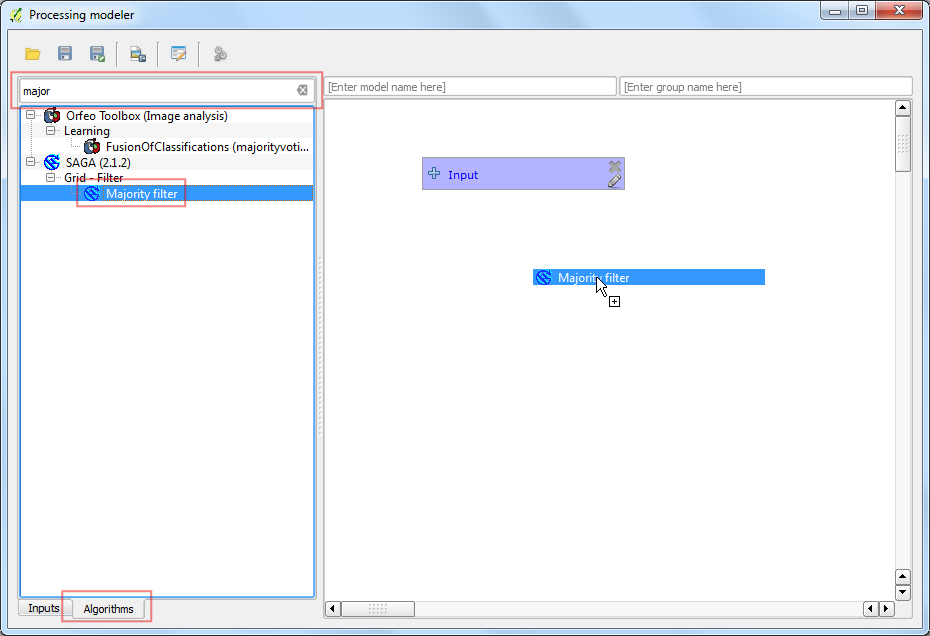 Processing modeler
major
[Enter model name here]
[Enter group name here]
Orfeo Toolbox (Image analysis)
Learning
FusionOfClassifications (majorityvoti...
SAGA (2.1.2)
Grid - Filter
Majority filter
Input
Majority filter
Inputs
Algorithms